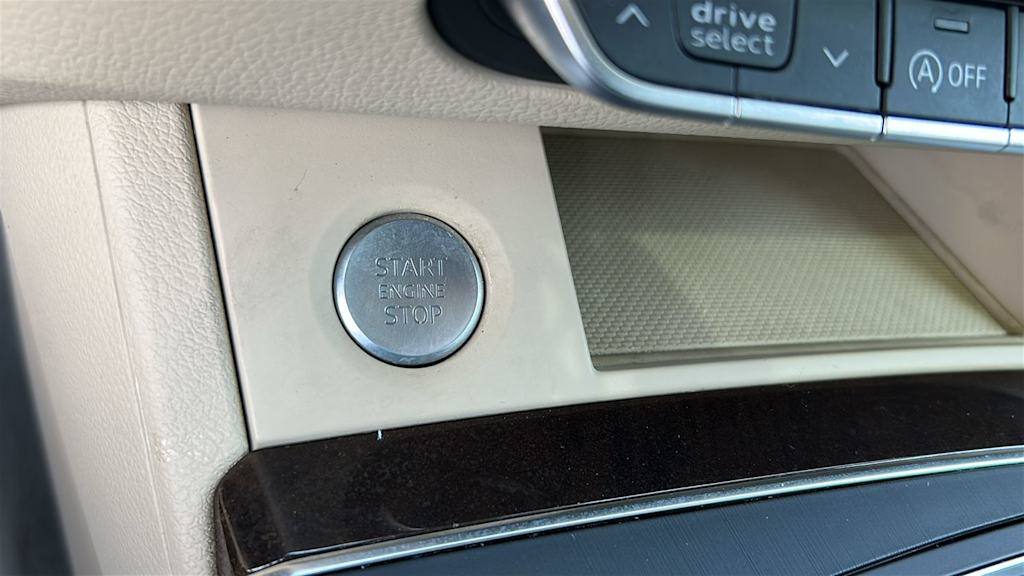 drive
select
A OFF
START
ENGINE
STOP